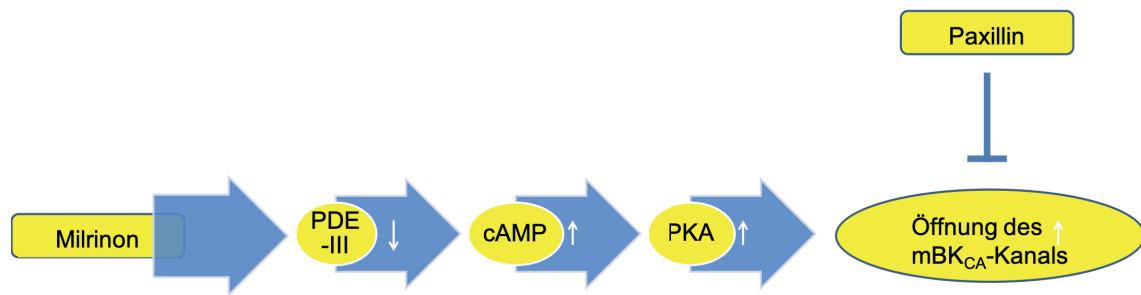 Paxillin
Milrinon
PDE
-III ↓
cAMP ↑
PKA ↑
Öffnung des ↑
mBKCA-Kanals